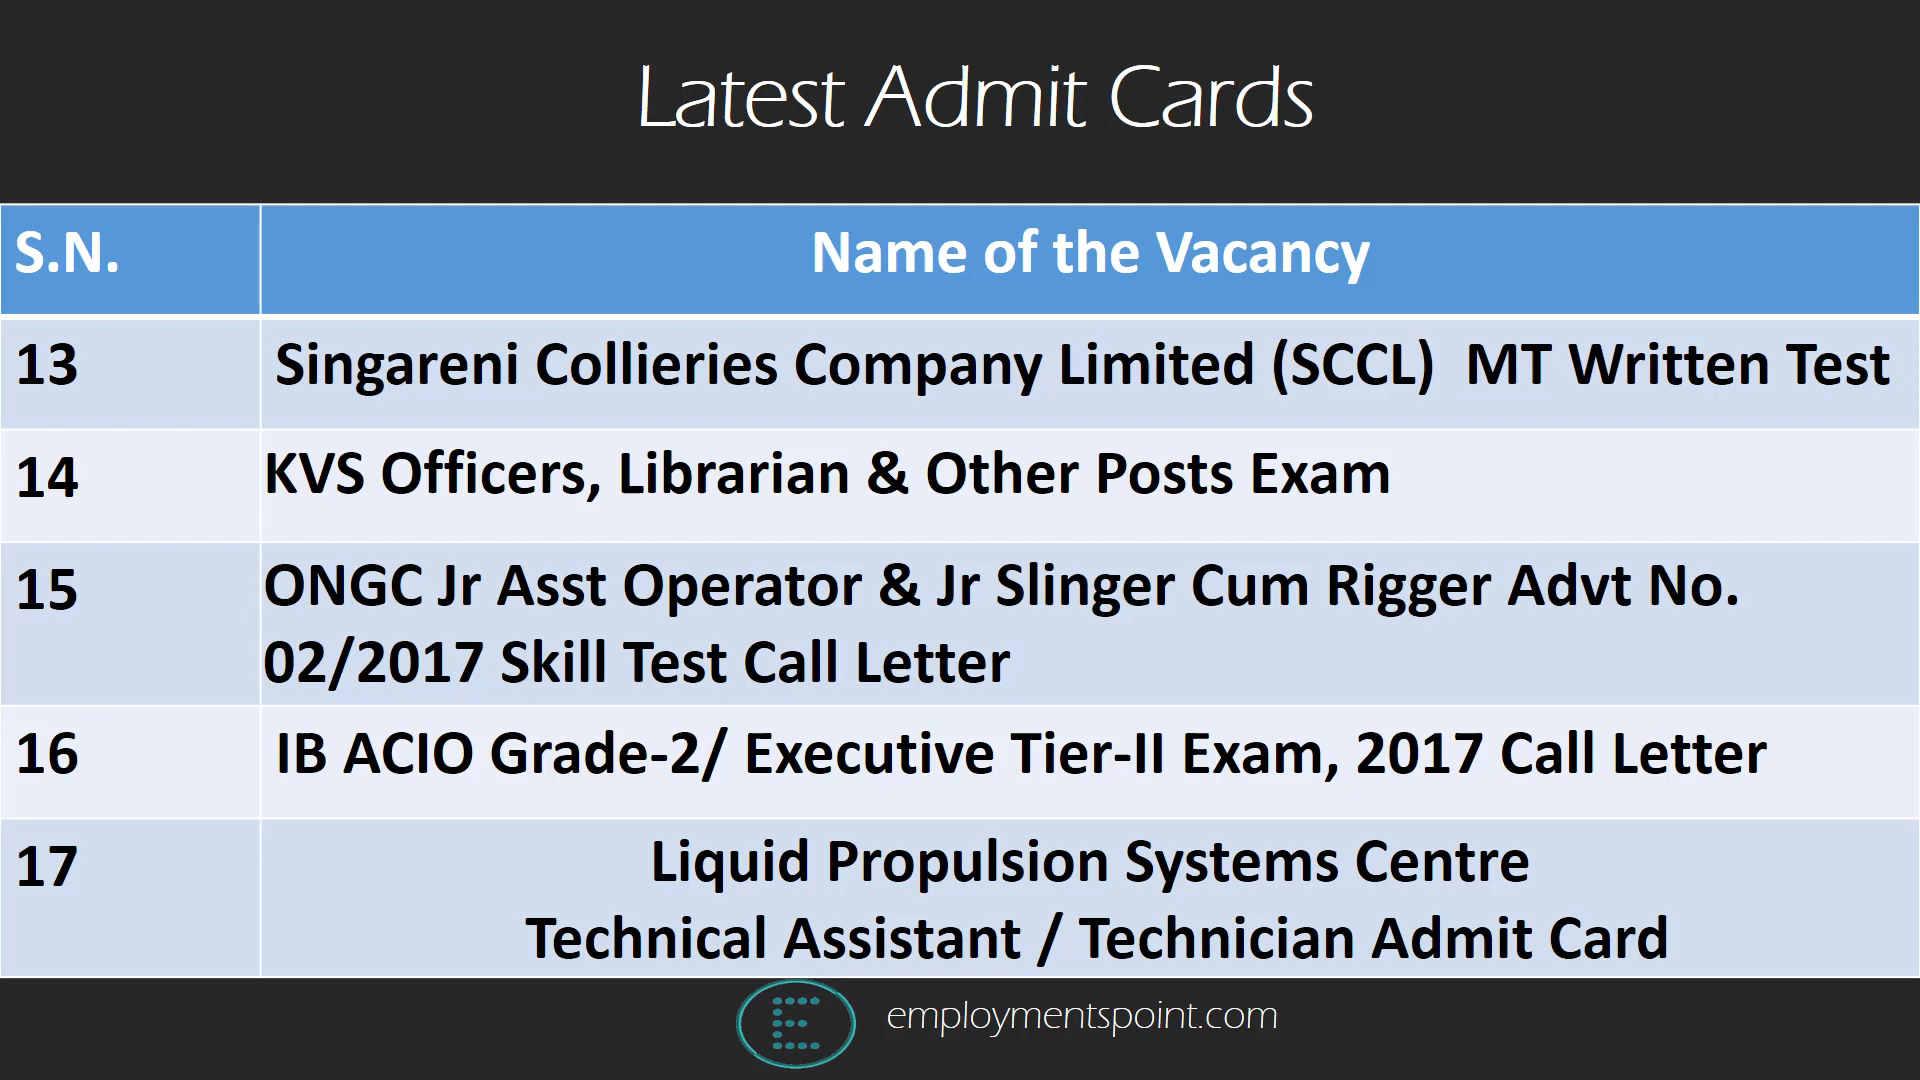 Latest Admit Cards
S.N. Name of the Vacancy
13 Singareni Collieries Company Limited (SCCL) MT Written Test
14 KVS Officers, Librarian & Other Posts Exam
15 ONGC Jr Asst Operator & Jr Slinger Cum Rigger Advt No.
02/2017 Skill Test Call Letter
16 IB ACIO Grade-2/ Executive Tier-II Exam, 2017 Call Letter
17 Liquid Propulsion Systems Centre
Technical Assistant / Technician Admit Card
E employmentspoint.com